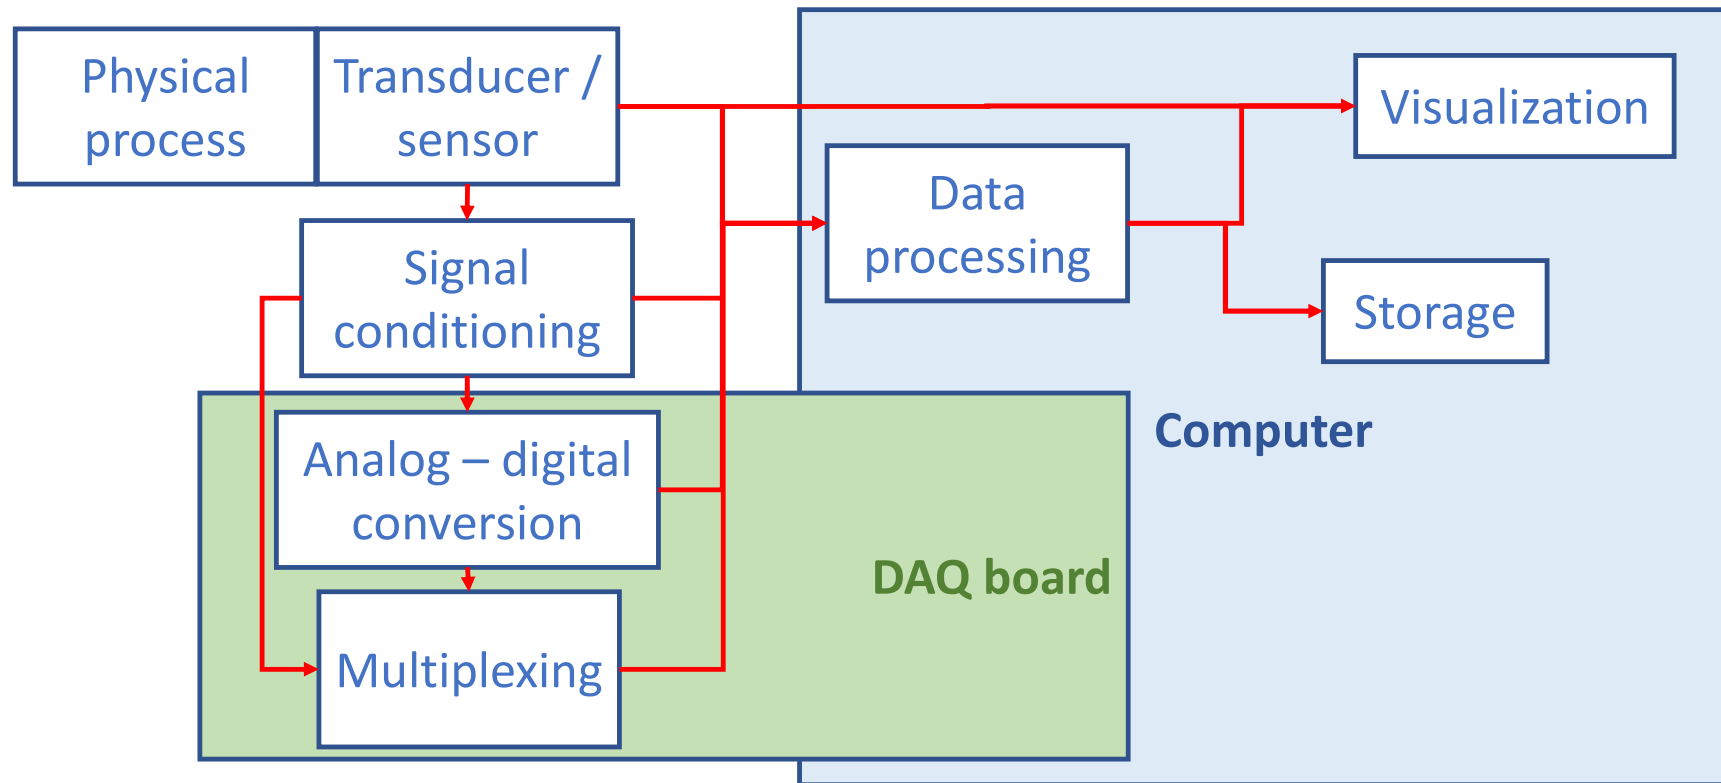 Physical
process
Transducer /
sensor
Visualization
Data
processing
Signal
conditioning
Storage
Computer
Analog – digital
conversion
DAQ board
Multiplexing